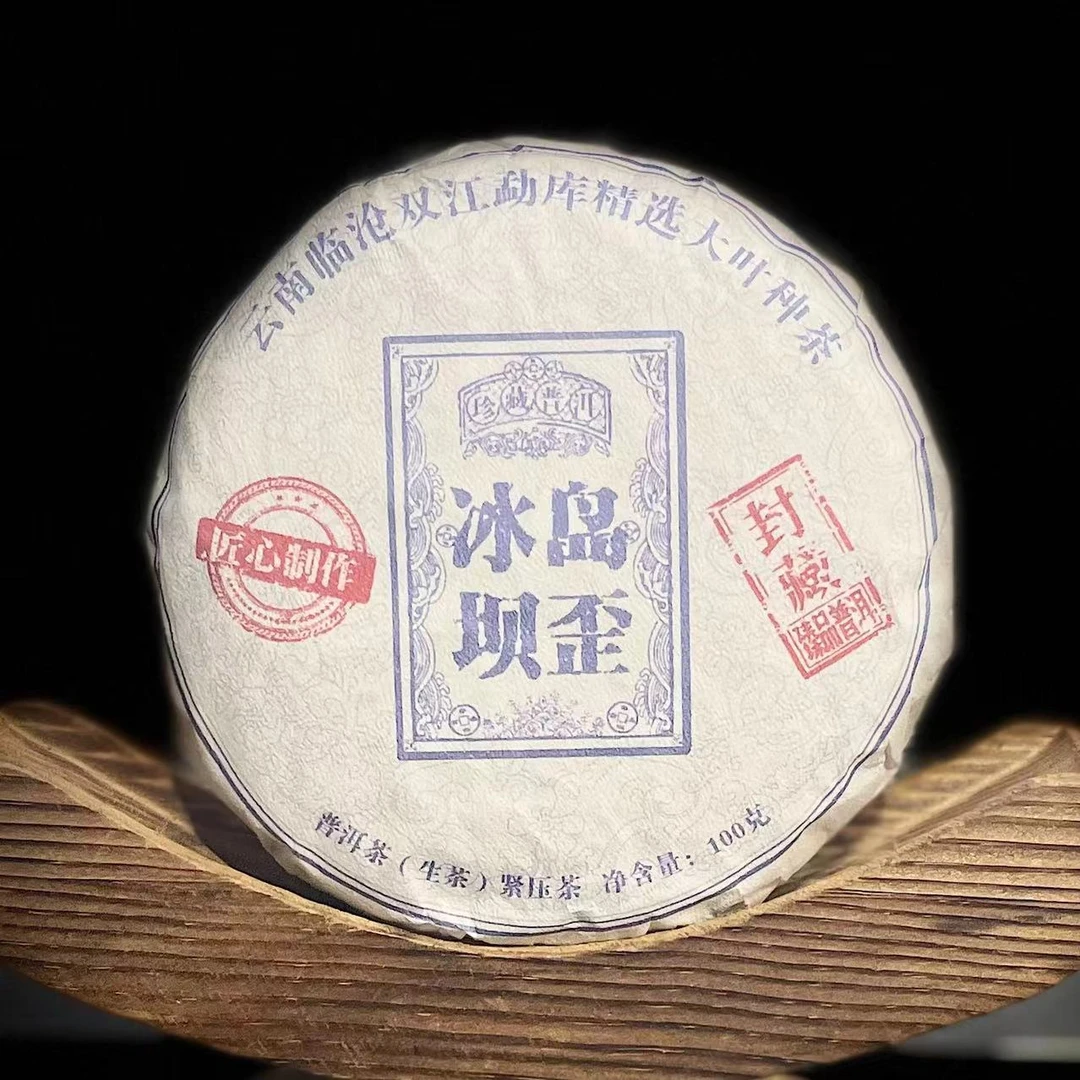 云南临沧双江勐库精选大叶种茶
珍藏普洱
冰岛
坝歪
匠心制作
封
藏
臻品普洱
普洱茶（生茶）紧压茶 净含量：100克